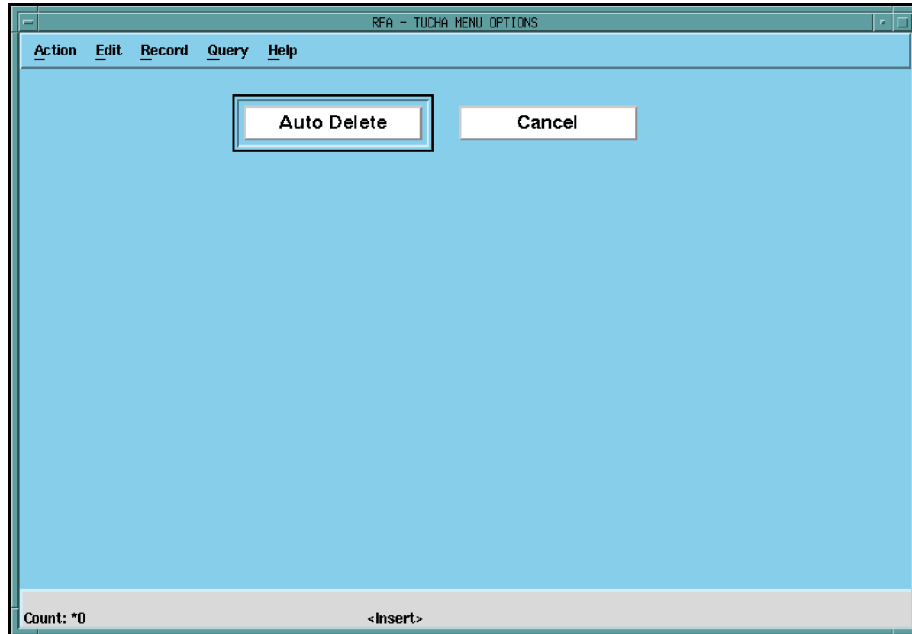 RFA - TUCHA MENU OPTIONS
Action Edit Record Query Help
Auto Delete Cancel
Count: *0 <Insert>